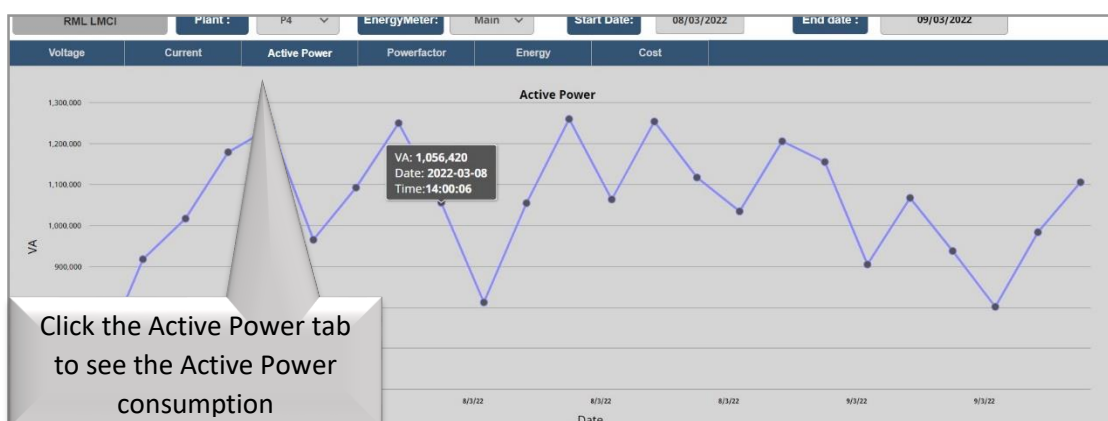 RML LMCI Plant : P4 EnergyMeter: Main Start Date: 08/03/2022 End date : 09/03/2022
Voltage Current Active Power Powerfactor Energy Cost
Active Power
1,300,000
1,200,000
1,100,000
1,000,000
900,000
VA
VA: 1,056,420
Date: 2022-03-08
Time:14:00:06
Click the Active Power tab
to see the Active Power
consumption
8/3/22 8/3/22 8/3/22 9/3/22 9/3/22
Date